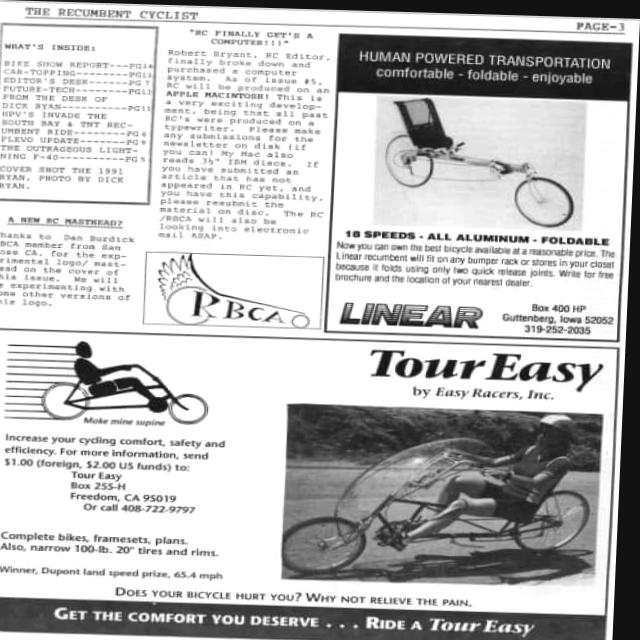 THE RECUMBENT CYCLIST
PAGE-3
WHAT'S INSIDE:
BIKE SHOW REPORT---PG14
CAR-TOPPING--------PG13
EDITOR'S DESK------PG 7
FUTURE-TECH--------PG11
FROM THE DESK OF
DICK RYAN----------PG11
HPV'S INVADE THE
SOUTH BAY & TNT REC-
UMBENT RIDE--------PG 6
FLEVO UPDATE-------PG 9
THE OUTRAGEOUS LIGHT-
NING F-40----------PG 5
COVER SHOT THE 1991
RYAN. PHOTO BY DICK
RYAN.
A NEW RC MASTHEAD?
hanks to Dan Burdick
BCA member from San
ose CA. for the exp-
rimental logo/ mast-
ead on the cover of
his issue. We will
e experimenting with
ome other versions of
his logo.
"RC FINALLY GET'S A
COMPUTER!!!"
Robert Bryant, RC Editor,
finally broke down and
purchased a computer
system. As of issue #5,
RC will be produced on an
APPLE MACINTOSH! This is
a very exciting develop-
ment, being that all past
RC's were produced on a
typewriter. Please make
any submissions for the
newsletter on disk (if
you can) My Mac also
reads 3½" IBM discs. If
you have submitted an
article that has not
appeared in RC yet, and
you have this capability,
please resubmit the
material on disc. The RC
/RBCA will also be
looking into electronic
mail ASAP.
RBCA
HUMAN POWERED TRANSPORTATION
comfortable - foldable - enjoyable
18 SPEEDS - ALL ALUMINUM - FOLDABLE
Now you can own the best bicycle available at a reasonable price. The
Linear recumbent will fit on any bumper rack or stores in your closet
because it folds using only two quick release joints. Write for free
brochure and the location of your nearest dealer.
LINEAR
Box 400 HP
Guttenberg, Iowa 52052
319-252-2035
Make mine supine
Increase your cycling comfort, safety and
efficiency. For more information, send
$1.00 (foreign, $2.00 US funds) to:
Tour Easy
Box 255-H
Freedom, CA 95019
Or call 408-722-9797
Complete bikes, framesets, plans.
Also, narrow 100-lb. 20" tires and rims.
Winner, Dupont land speed prize, 65.4 mph
Tour Easy
by Easy Racers, Inc.
DOES YOUR BICYCLE HURT YOU? WHY NOT RELIEVE THE PAIN.
GET THE COMFORT YOU DESERVE . . . RIDE A Tour Easy